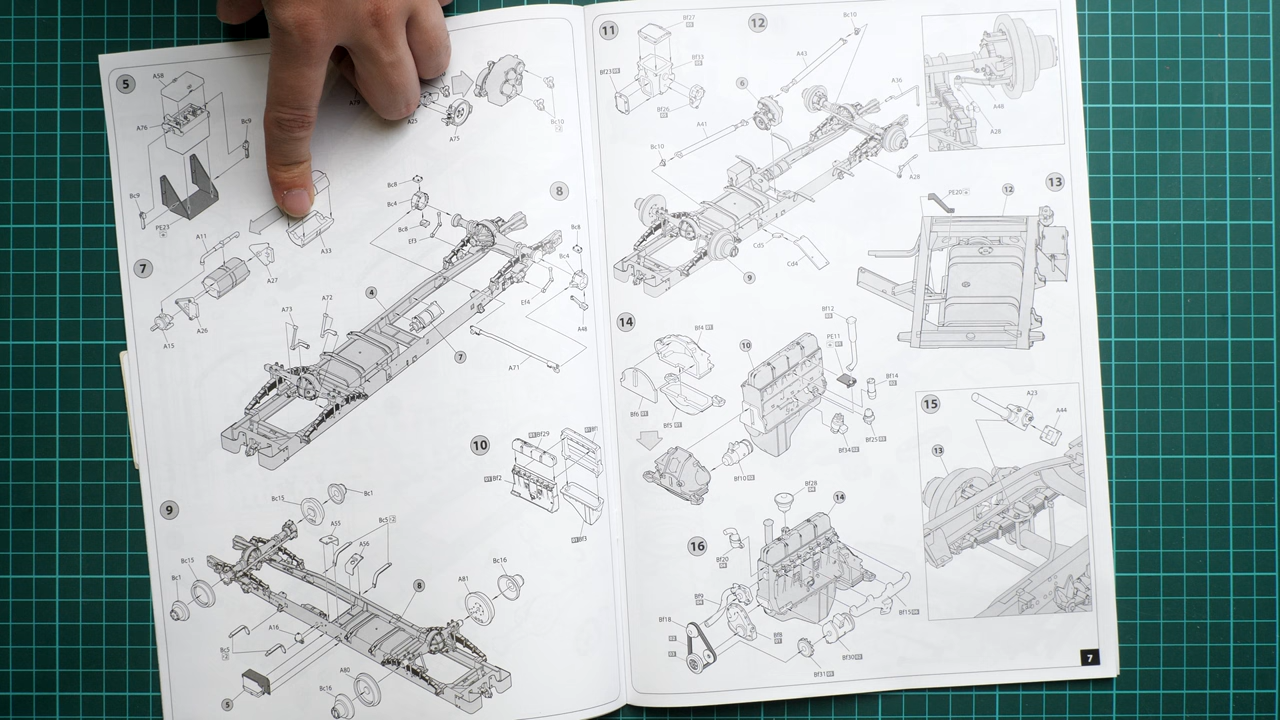 5
A58
A78
Bc9
Bc9
PE23
A25
A75
Bc10
7
A11
A33
A27
A26
A15
8
Bc8
Bc4
Bc8
Ef3
Bc8
Bc4
Ef4
A48
4
A73
A72
7
A71
9
Bc15
Bc1
A55
Bc5
A56
Bc1
Bc15
8
A81
Bc16
A16
Bc5
5
A80
Bc16
10
Bf29
Bf1
Bf2
Bf3
11
Bf27
Bf23
Bf33
Bf26
12
Bc10
A43
6
A36
A41
Bc10
A28
Cd5
Cd4
9
A48
A28
13
PE20
12
14
Bf4
Bf6
Bf5
10
Bf12
PE11
Bf14
Bf25
Bf34
Bf10
15
A23
A44
13
16
Bf28
14
Bf20
Bf9
Bf18
Bf8
Bf15
Bf30
Bf31
7